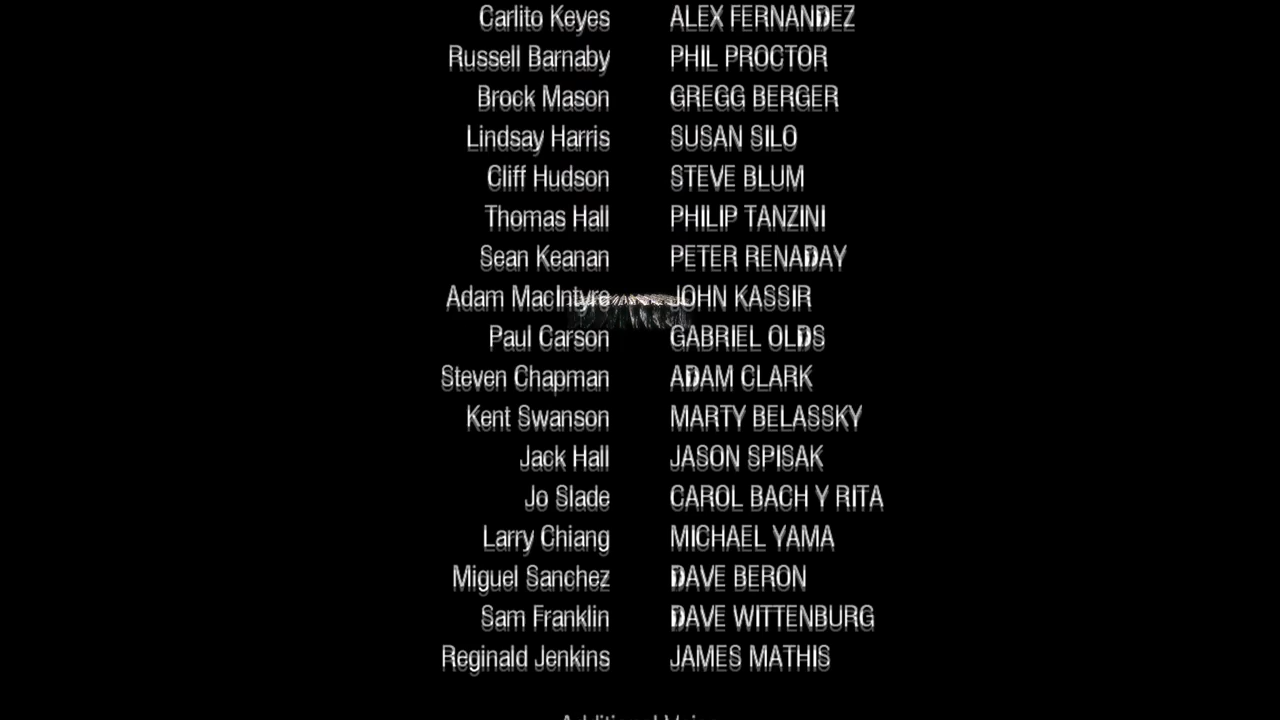 Carlito Keyes ALEX FERNANDEZ
Russell Barnaby PHIL PROCTOR
Brock Mason GREGG BERGER
Lindsay Harris SUSAN SILO
Cliff Hudson STEVE BLUM
Thomas Hall PHILIP TANZINI
Sean Keanan PETER RENADAY
Adam MacIntyre JOHN KASSIR
Paul Carson GABRIEL OLDS
Steven Chapman ADAM CLARK
Kent Swanson MARTY BELASSKY
Jack Hall JASON SPISAK
Jo Slade CAROL BACH Y RITA
Larry Chiang MICHAEL YAMA
Miguel Sanchez DAVE BERON
Sam Franklin DAVE WITTENBURG
Reginald Jenkins JAMES MATHIS